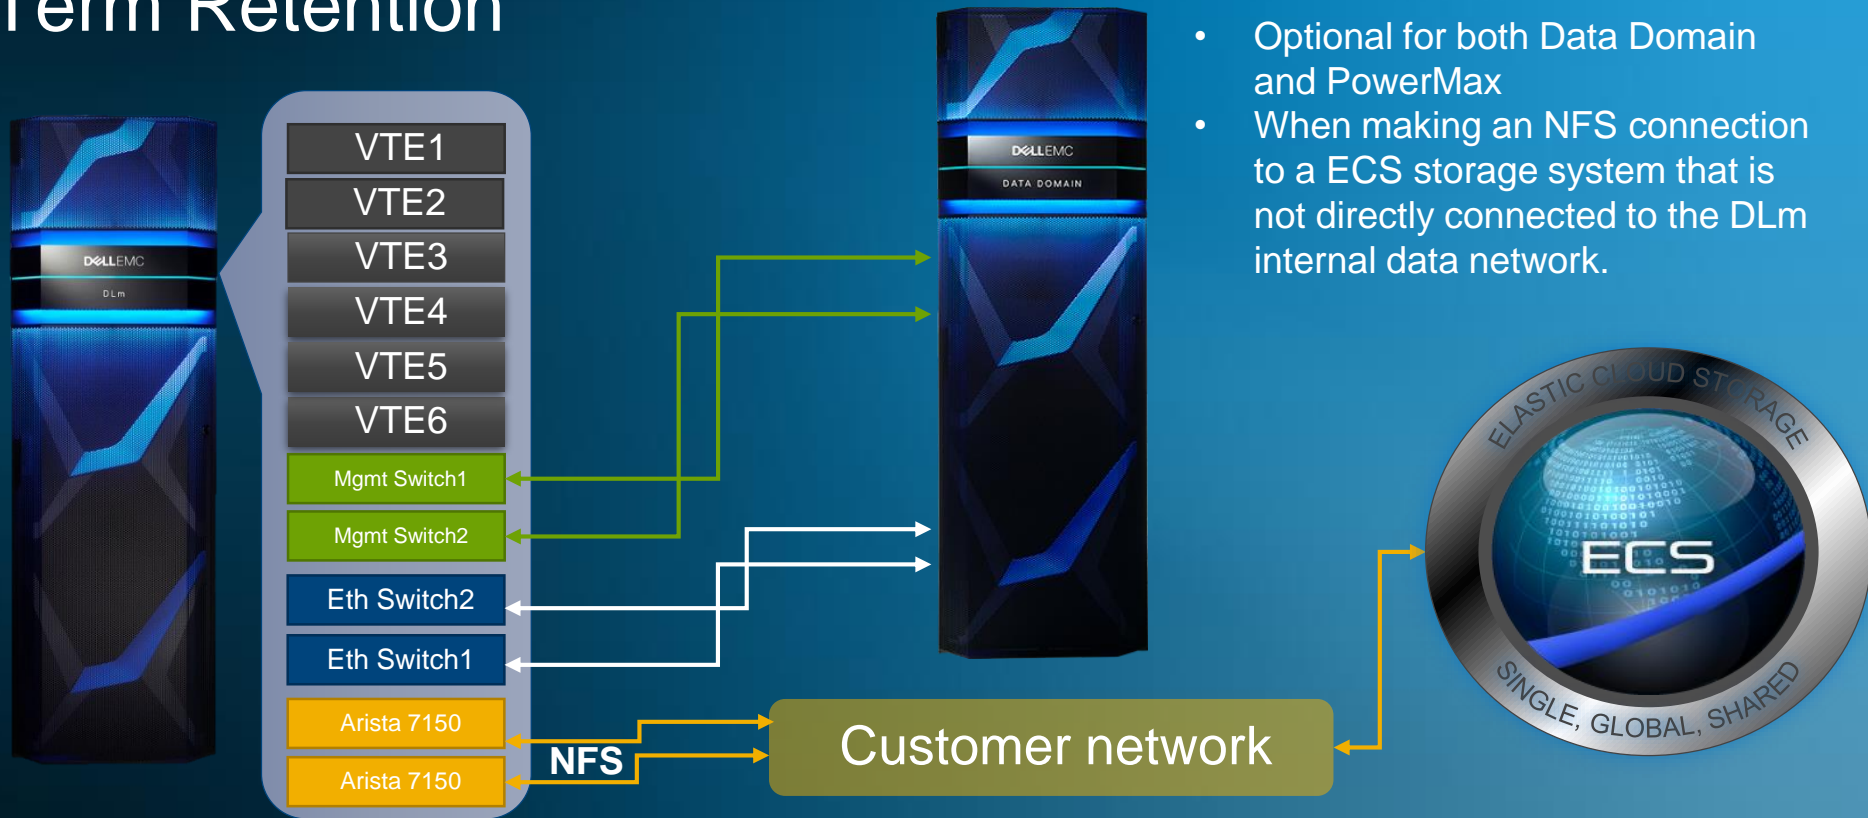 Term Retention
• Optional for both Data Domain
and PowerMax
• When making an NFS connection
to a ECS storage system that is
not directly connected to the DLm
internal data network.
DELLEMC
DLm
VTE1
VTE2
VTE3
VTE4
VTE5
VTE6
Mgmt Switch1
Mgmt Switch2
Eth Switch2
Eth Switch1
Arista 7150
Arista 7150
NFS
DELLEMC
DATA DOMAIN
Customer network
ELASTIC CLOUD STORAGE
ECS
SINGLE, GLOBAL, SHARED